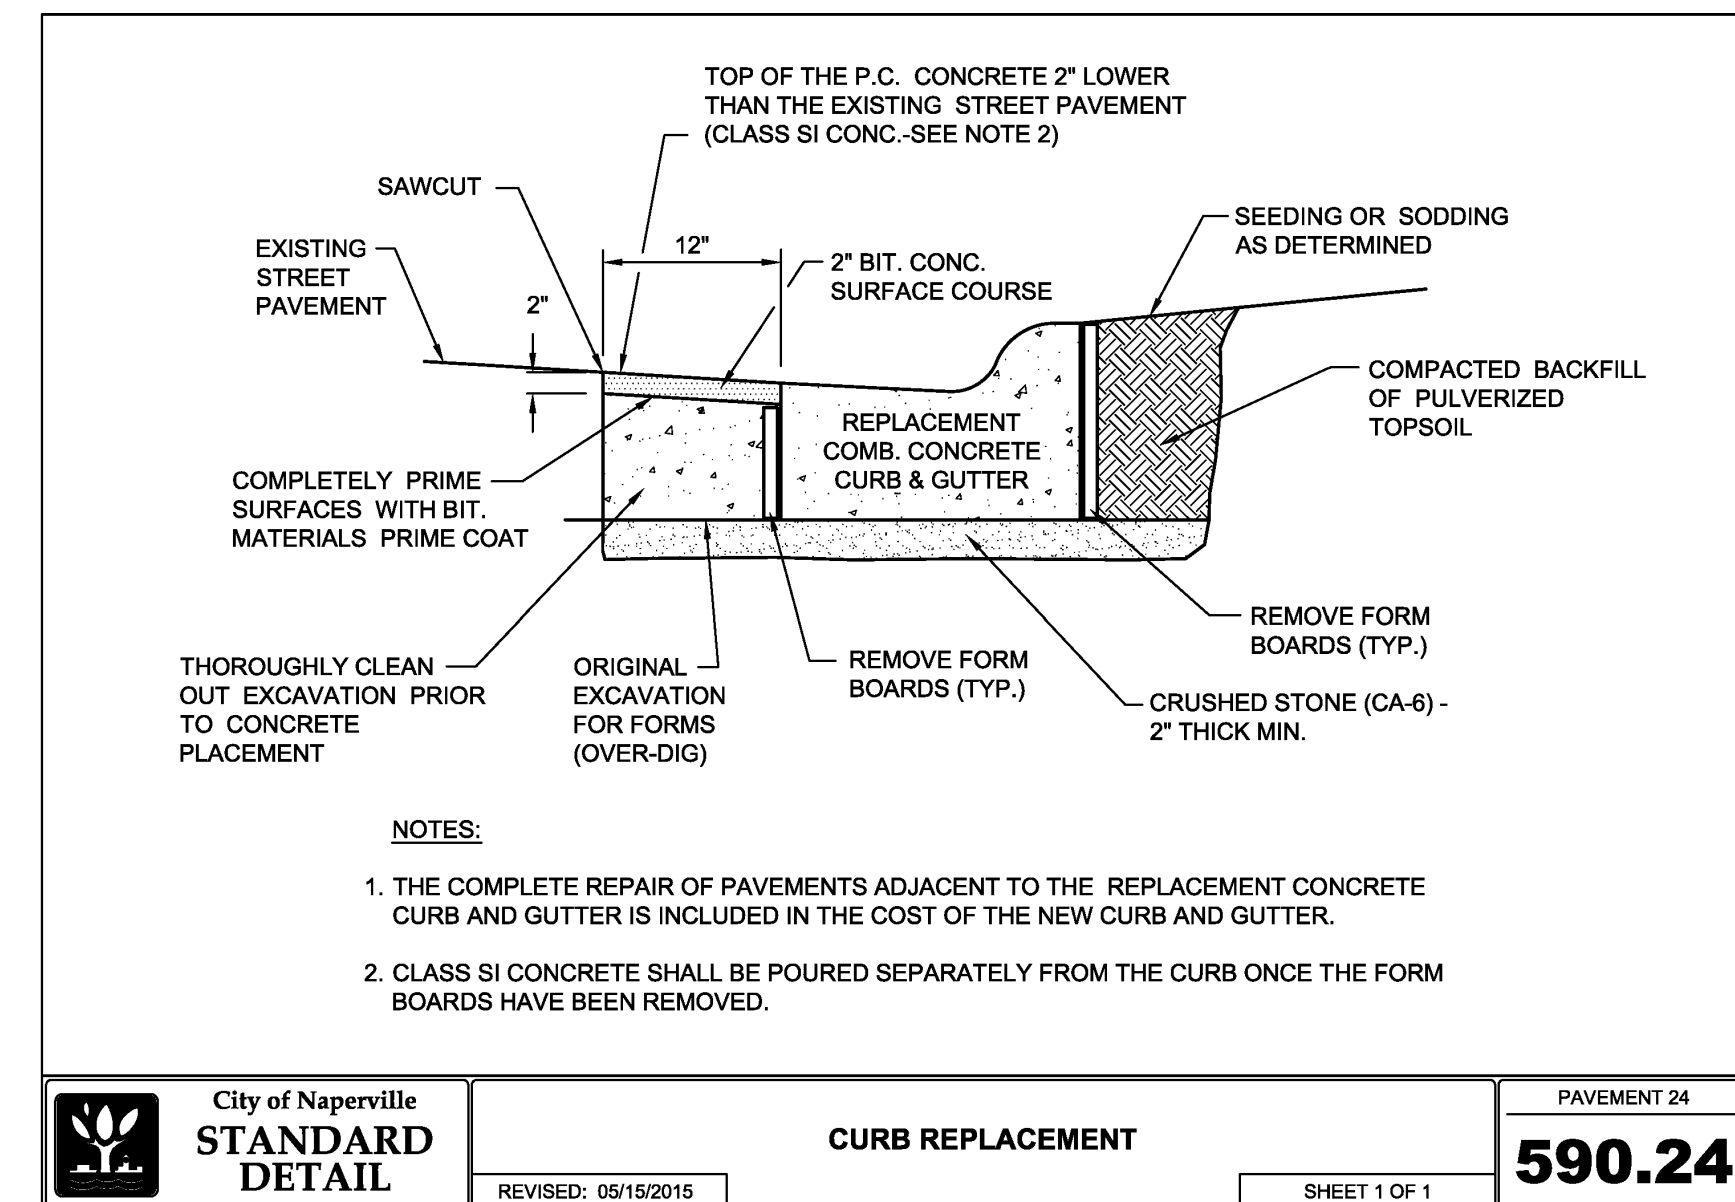 TOP OF THE P.C. CONCRETE 2" LOWER
THAN THE EXISTING STREET PAVEMENT
(CLASS SI CONC.-SEE NOTE 2)
SAWCUT
SEEDING OR SODDING
AS DETERMINED
EXISTING
STREET
PAVEMENT
12"
2" BIT. CONC.
SURFACE COURSE
2"
COMPACTED BACKFILL
OF PULVERIZED
TOPSOIL
REPLACEMENT
COMB. CONCRETE
CURB & GUTTER
COMPLETELY PRIME
SURFACES WITH BIT.
MATERIALS PRIME COAT
REMOVE FORM
BOARDS (TYP.)
THOROUGHLY CLEAN
OUT EXCAVATION PRIOR
TO CONCRETE
PLACEMENT
ORIGINAL
EXCAVATION
FOR FORMS
(OVER-DIG)
REMOVE FORM
BOARDS (TYP.)
CRUSHED STONE (CA-6) -
2" THICK MIN.
NOTES:
1. THE COMPLETE REPAIR OF PAVEMENTS ADJACENT TO THE REPLACEMENT CONCRETE
CURB AND GUTTER IS INCLUDED IN THE COST OF THE NEW CURB AND GUTTER.
2. CLASS SI CONCRETE SHALL BE POURED SEPARATELY FROM THE CURB ONCE THE FORM
BOARDS HAVE BEEN REMOVED.
City of Naperville
STANDARD
DETAIL
CURB REPLACEMENT
REVISED: 05/15/2015
SHEET 1 OF 1
PAVEMENT 24
590.24